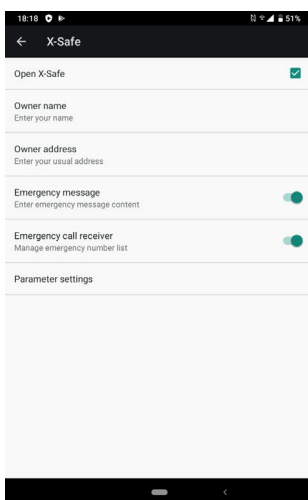 18:18 51%
X-Safe
Open X-Safe
Owner name
Enter your name
Owner address
Enter your usual address
Emergency message
Enter emergency message content
Emergency call receiver
Manage emergency number list
Parameter settings